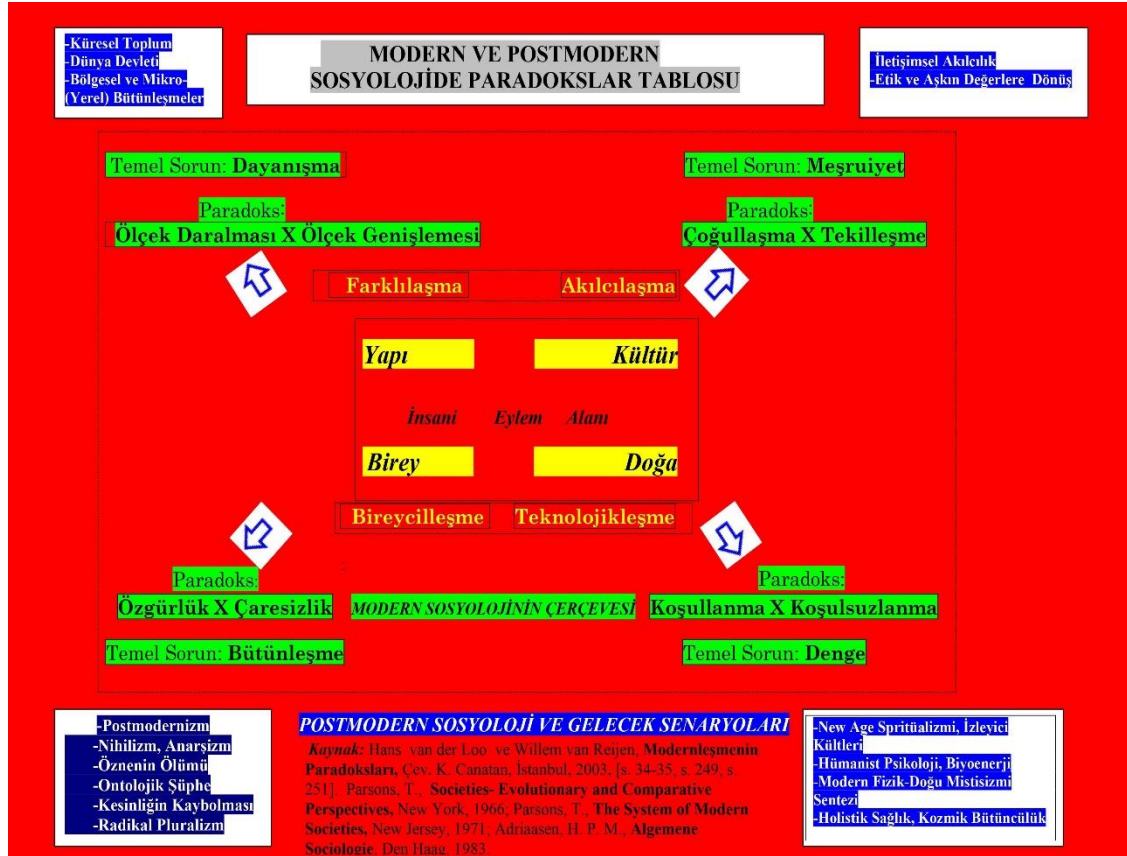 -Küresel Toplum
-Dünya Devleti
-Bölgesel ve Mikro-
(Yerel) Bütünleşmeler
MODERN VE POSTMODERN
SOSYOLOJİDE PARADOKSLAR TABLOSU
İletişimsel Akılcılık
-Etik ve Aşkın Değerlere Dönüş
Temel Sorun: Dayanışma
Temel Sorun: Meşruiyet
Paradoks:
Ölçek Daralması X Ölçek Genişlemesi
Paradoks:
Çoğullaşma X Tekilleşme
Farklılaşma
Akılcılaşma
Yapı
Kültür
İnsani Eylem Alanı
Birey
Doğa
Bireycilleşme
Teknolojikleşme
Paradoks:
Özgürlük X Çaresizlik
MODERN SOSYOLOJİNİN ÇERÇEVESİ
Paradoks:
Koşullanma X Koşulsuzlanma
Temel Sorun: Bütünleşme
Temel Sorun: Denge
-Postmodernizm
-Nihilizm, Anarşizm
-Öznenin Ölümü
-Ontolojik Şüphe
-Kesinliğin Kaybolması
-Radikal Pluralizm
POSTMODERN SOSYOLOJİ VE GELECEK SENARYOLARI
Kaynak: Hans van der Loo ve Willem van Reijen, Modernleşmenin
Paradoksları, Çev. K. Canatan, İstanbul, 2003, [s. 34-35, s. 249, s.
251]. Parsons, T., Societies- Evolutionary and Comparative
Perspectives, New York, 1966; Parsons, T., The System of Modern
Societies, New Jersey, 1971; Adriaasen, H. P. M., Algemene
Sociologie, Den Haag, 1983.
-New Age Spritüalizmi, İzleyici
Kültleri
-Hümanist Psikoloji, Biyoenerji
-Modern Fizik-Doğu Mistisizmi
Sentezi
-Holistik Sağlık, Kozmik Bütüncülük